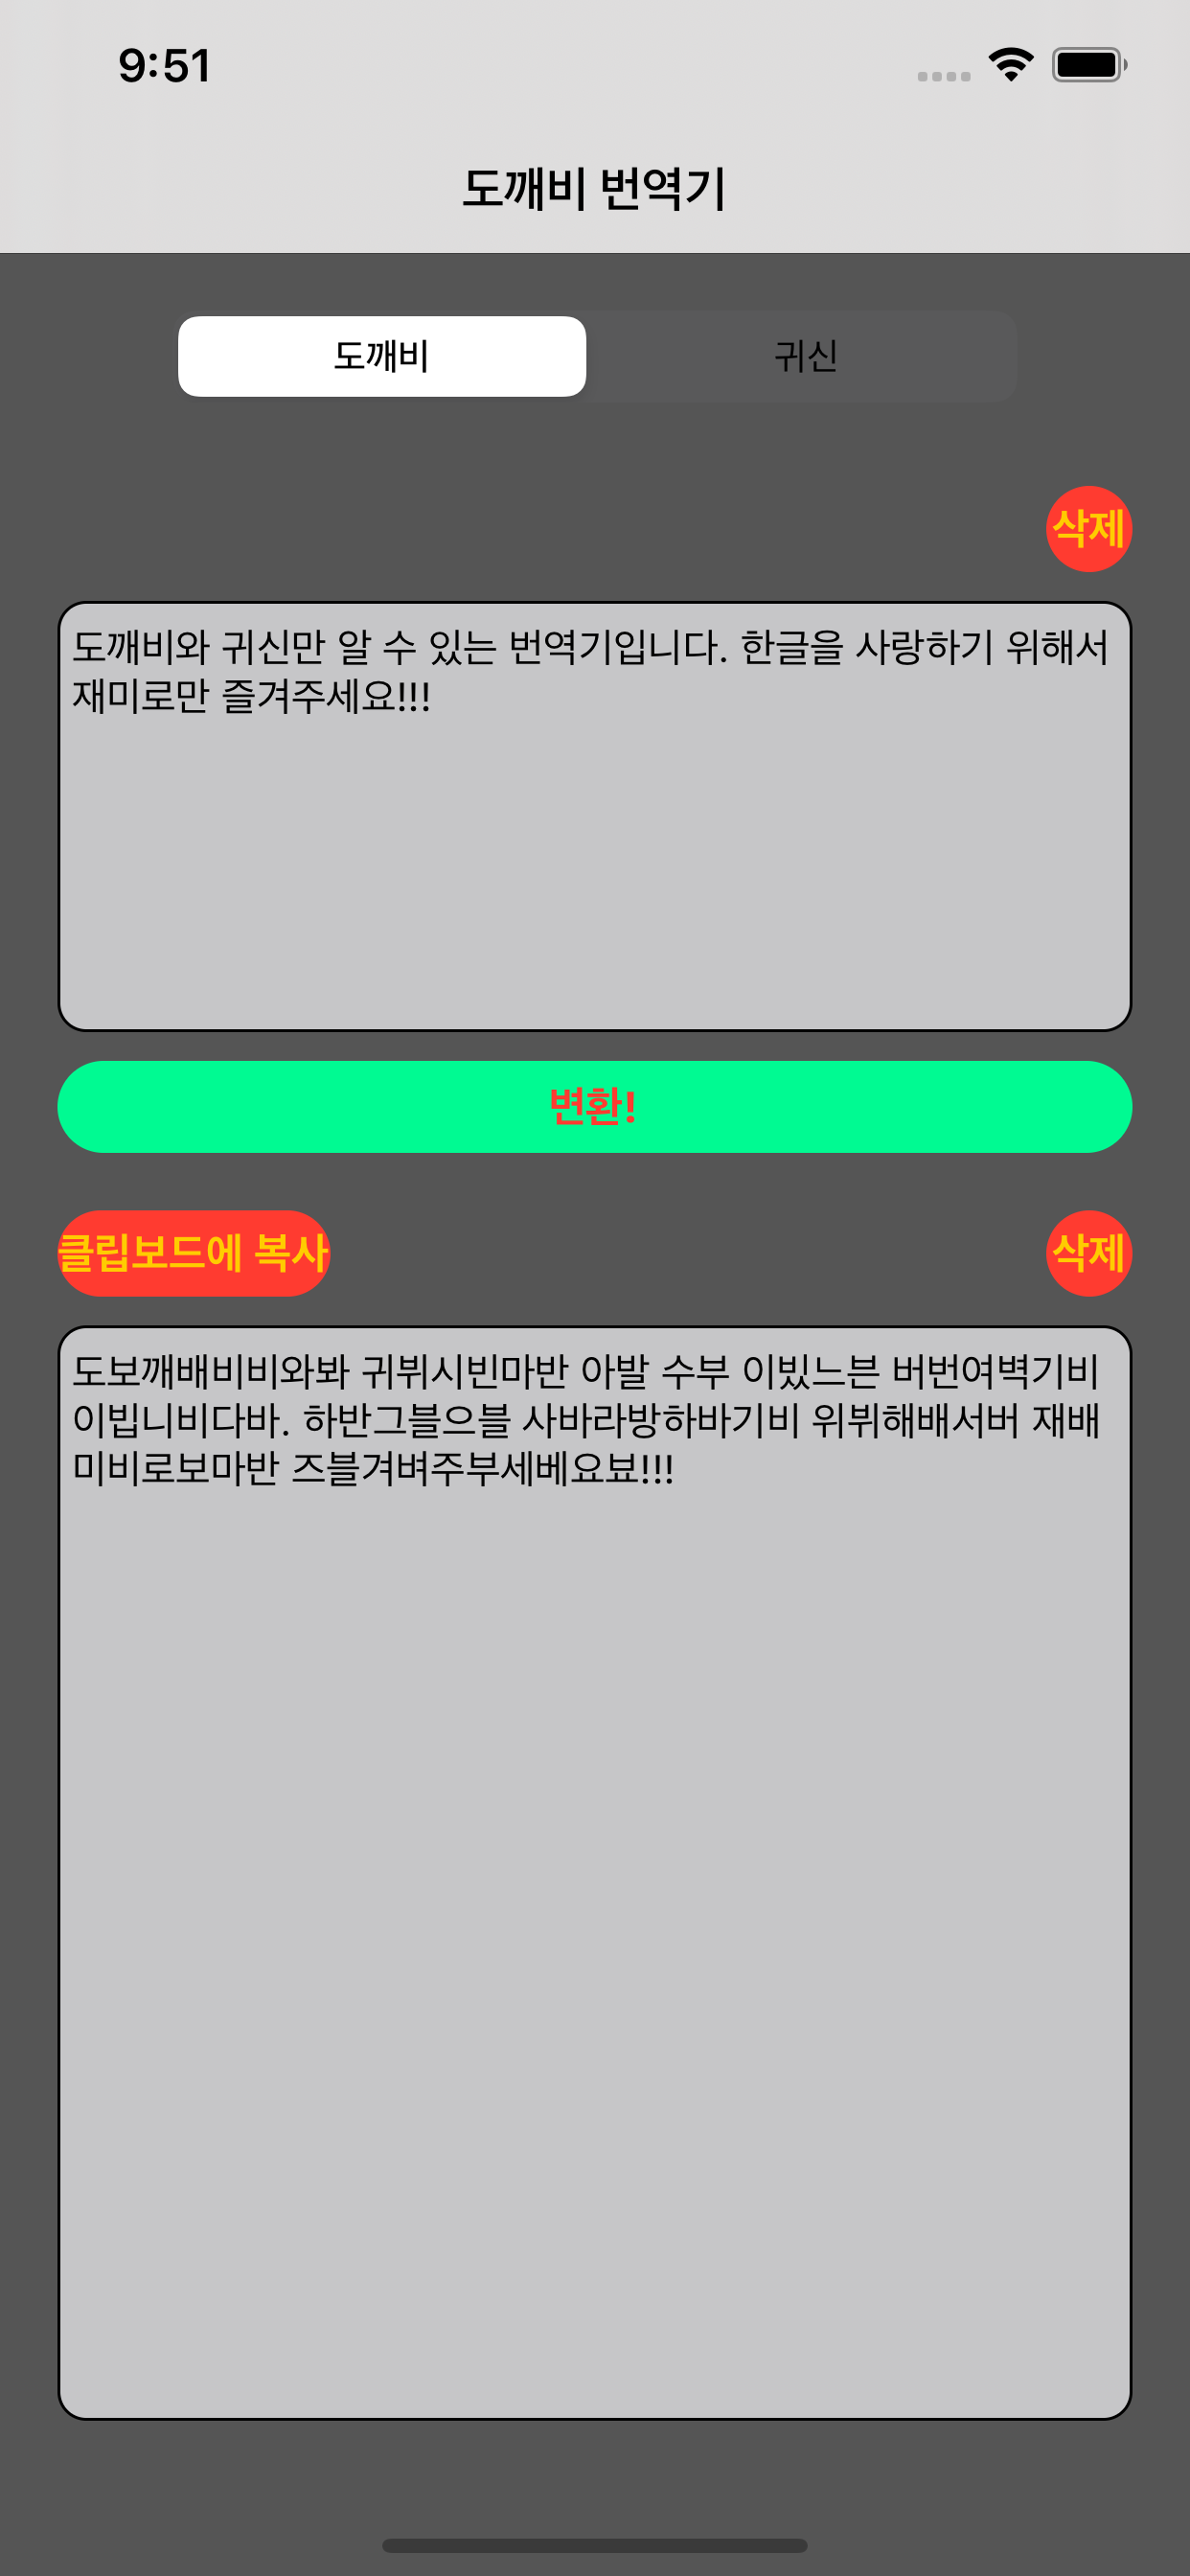 9:51
도깨비 번역기
도깨비
귀신
삭제
도깨비와 귀신만 알 수 있는 번역기입니다. 한글을 사랑하기 위해서
재미로만 즐겨주세요!!!
변환!
클립보드에 복사
삭제
도보깨배비비와봐 귀뷔시빈마반 아발 수부 이빘느븐 버번여벽기비
이빕니비다바. 하반그블으블 사바라방하바기비 위뷔해배서버 재배
미비로보마반 즈블겨벼주부세베요뵤!!!